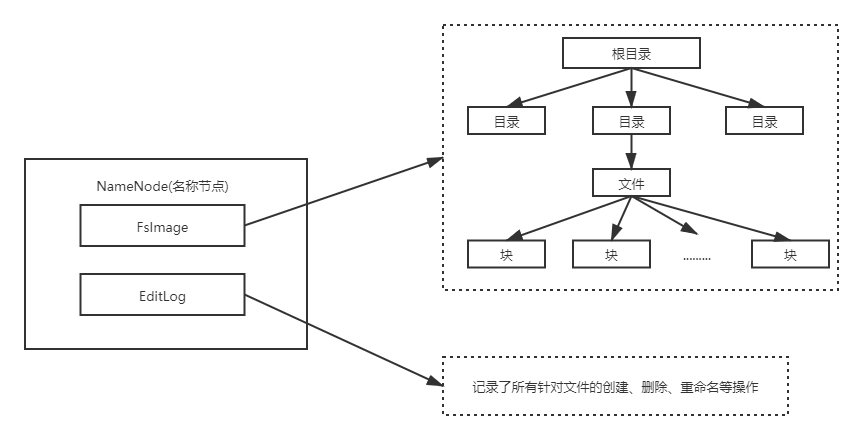 根目录
目录 目录 目录
文件
块 块 ......... 块
NameNode(名称节点)
FsImage
EditLog
记录了所有针对文件的创建、删除、重命名等操作